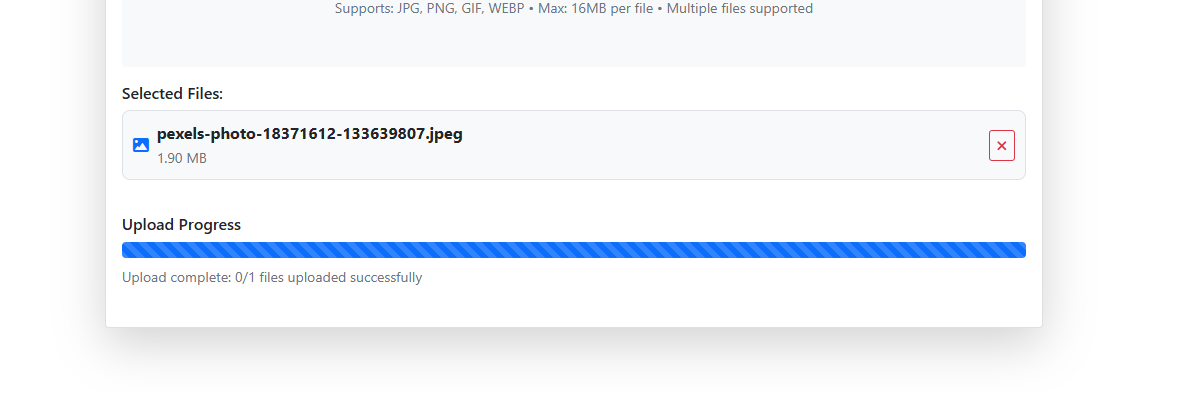 Supports: JPG, PNG, GIF, WEBP • Max: 16MB per file • Multiple files supported
Selected Files:
pexels-photo-18371612-133639807.jpeg
1.90 MB
Upload Progress
Upload complete: 0/1 files uploaded successfully